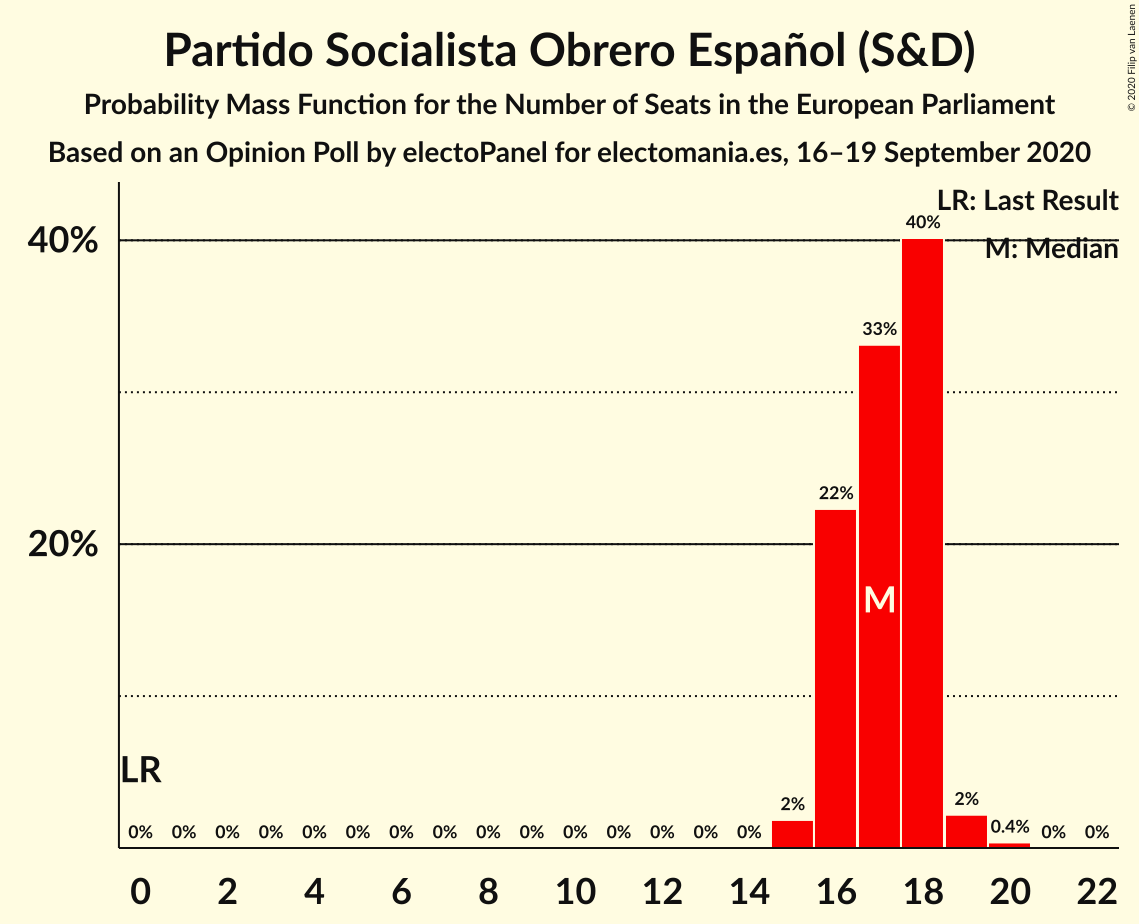 Partido Socialista Obrero Español (S&D)
Probability Mass Function for the Number of Seats in the European Parliament
Based on an Opinion Poll by electoPanel for electomania.es, 16–19 September 2020
© 2020 Filip van Laenen
LR: Last Result
M: Median
40%
20%
40%
33%
22%
M
LR
0% 0% 0% 0% 0% 0% 0% 0% 0% 0% 0% 0% 0% 0% 0% 2% 2% 0.4% 0% 0%
0 2 4 6 8 10 12 14 16 18 20 22